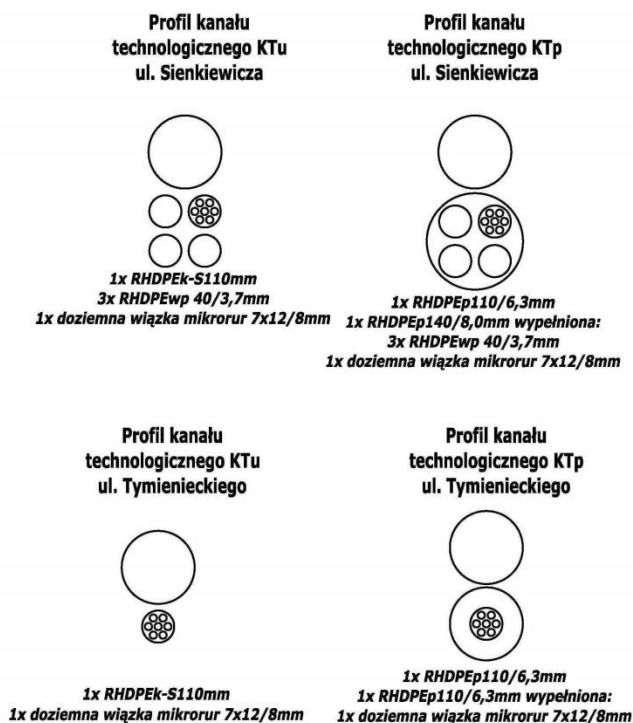 Profil kanału
technologicznego KTu
ul. Sienkiewicza
1x RHDPEk-S110mm
3x RHDPEwp 40/3,7mm
1x doziemna wiązka mikrorur 7x12/8mm
Profil kanału
technologicznego KTp
ul. Sienkiewicza
1x RHDPEp110/6,3mm
1x RHDPEp140/8,0mm wypełniona:
3x RHDPEwp 40/3,7mm
1x doziemna wiązka mikrorur 7x12/8mm
Profil kanału
technologicznego KTu
ul. Tymienieckiego
1x RHDPEk-S110mm
1x doziemna wiązka mikrorur 7x12/8mm
Profil kanału
technologicznego KTp
ul. Tymienieckiego
1x RHDPEp110/6,3mm
1x RHDPEp110/6,3mm wypełniona:
1x doziemna wiązka mikrorur 7x12/8mm